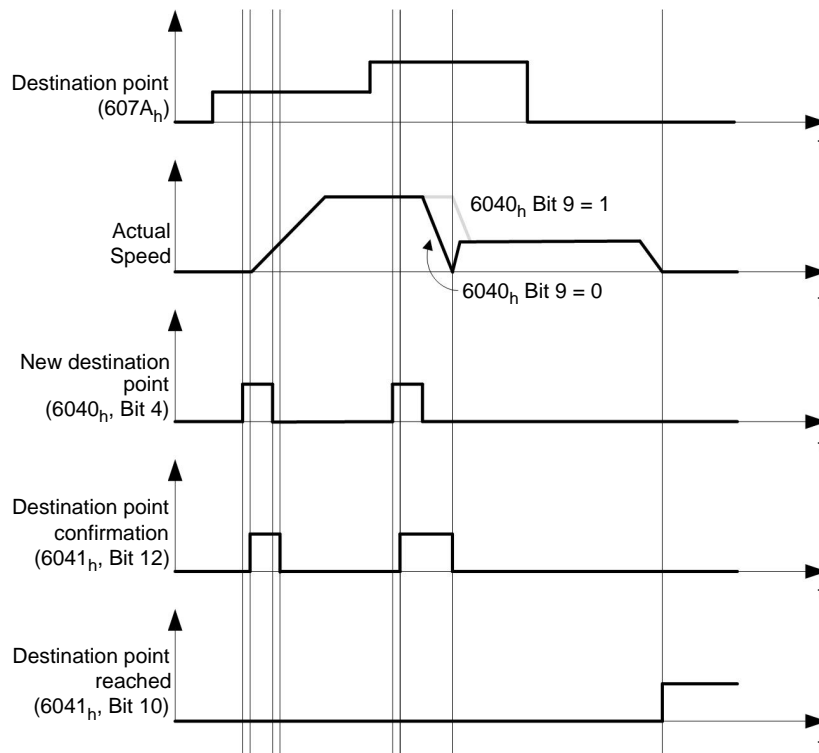 Destination point
(607Ah)
Actual
Speed
6040h Bit 9 = 1
6040h Bit 9 = 0
New destination
point
(6040h, Bit 4)
Destination point
confirmation
(6041h, Bit 12)
Destination point
reached
(6041h, Bit 10)